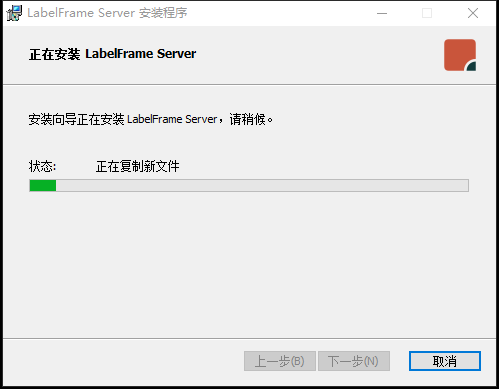 LabelFrame Server 安装程序
正在安装 LabelFrame Server
安装向导正在安装 LabelFrame Server，请稍候。
状态: 正在复制新文件
上一步(B) 下一步(N) 取消